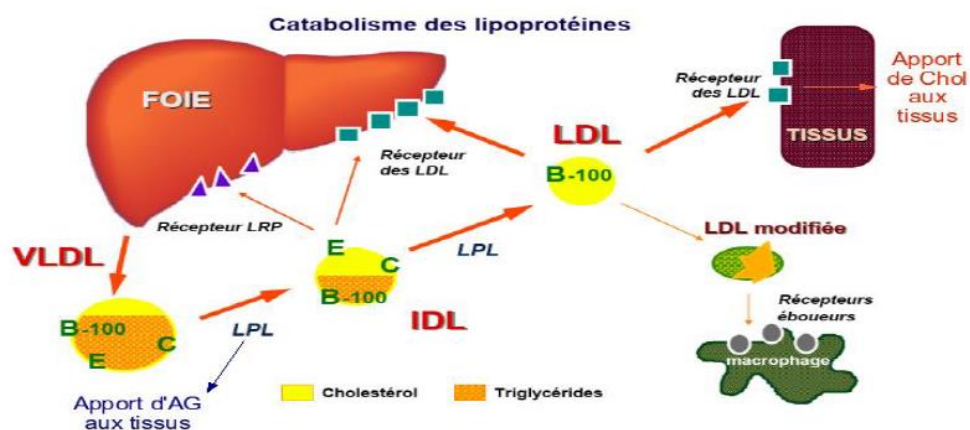 Catabolisme des lipoprotéines
FOIE
Récepteur
des LDL
TISSUS
Apport
de Chol
aux
tissus
LDL
B-100
Récepteur
des LDL
Récepteur LRP
VLDL
B-100
E
C
LPL
Apport d'AG
aux tissus
E
C
B-100
IDL
LPL
LDL modifiée
Récepteurs
éboueurs
macrophage
Cholestérol
Triglycérides